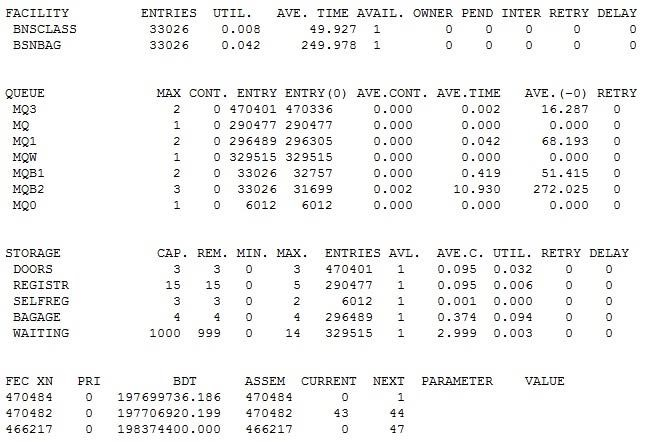 FACILITY ENTRIES UTIL. AVE. TIME AVAIL. OWNER PEND INTER RETRY DELAY
BNSCLASS 33026 0.008 49.927 1 0 0 0 0 0
BSNBAG 33026 0.042 249.978 1 0 0 0 0 0
QUEUE MAX CONT. ENTRY ENTRY(0) AVE.CONT. AVE.TIME AVE.(-0) RETRY
MQ3 2 0 470401 470336 0.000 0.002 16.287 0
MQ 1 0 290477 290477 0.000 0.000 0.000 0
MQ1 2 0 296489 296305 0.000 0.042 68.193 0
MQW 1 0 329515 329515 0.000 0.000 0.000 0
MQB1 2 0 33026 32757 0.000 0.419 51.415 0
MQB2 3 0 33026 31699 0.002 10.930 272.025 0
MQ0 1 0 6012 6012 0.000 0.000 0.000 0
STORAGE CAP. REM. MIN. MAX. ENTRIES AVL. AVE.C. UTIL. RETRY DELAY
DOORS 3 3 0 3 470401 1 0.095 0.032 0 0
REGISTR 15 15 0 5 290477 1 0.095 0.006 0 0
SELFREG 3 3 0 2 6012 1 0.001 0.000 0 0
BAGAGE 4 4 0 4 296489 1 0.374 0.094 0 0
WAITING 1000 999 0 14 329515 1 2.999 0.003 0 0
FEC XN PRI BDT ASSEM CURRENT NEXT PARAMETER VALUE
470484 0 197699736.186 470484 0 1
470482 0 197706920.199 470482 43 44
466217 0 198374400.000 466217 0 47